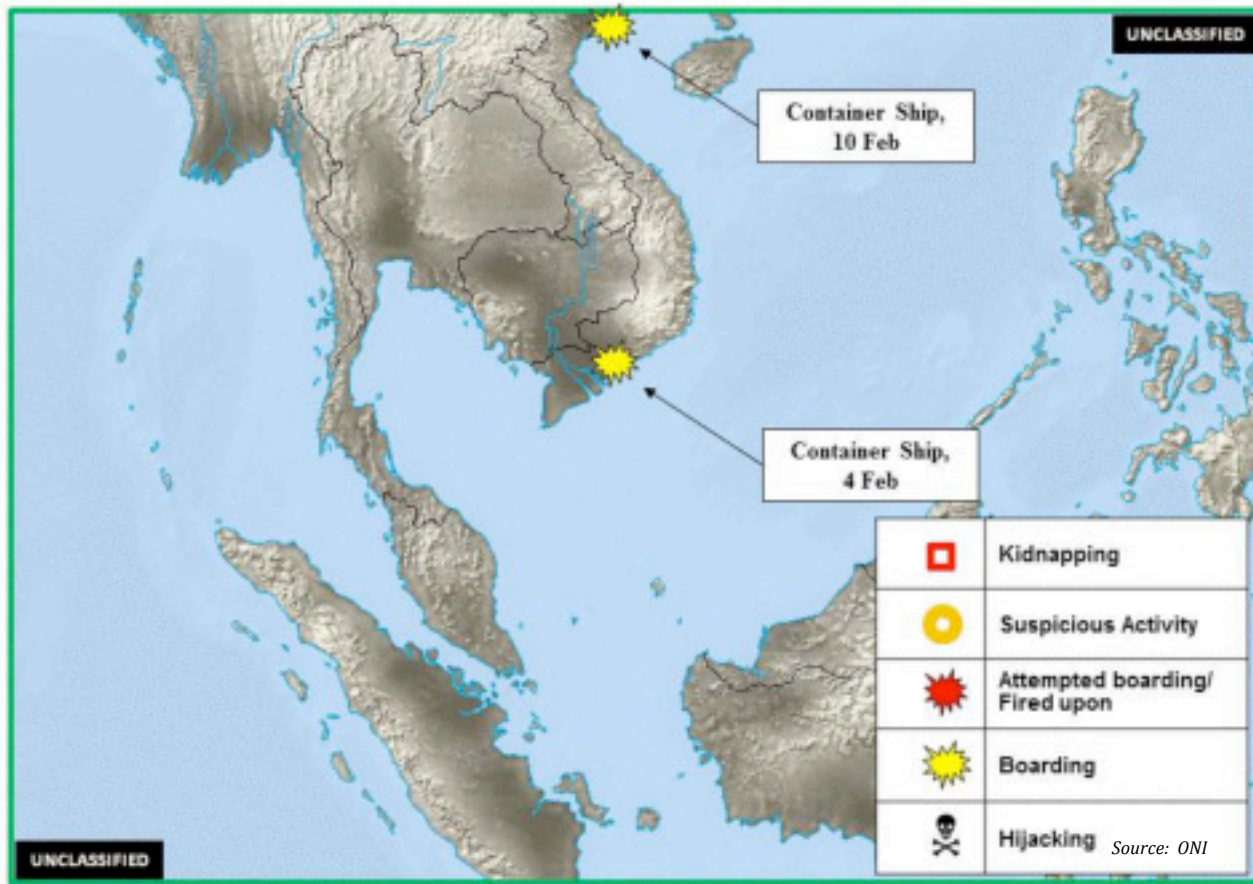 UNCLASSIFIED
Container Ship,
10 Feb
Container Ship,
4 Feb
Kidnapping
Suspicious Activity
Attempted boarding/
Fired upon
Boarding
Hijacking
Source: ONI
UNCLASSIFIED